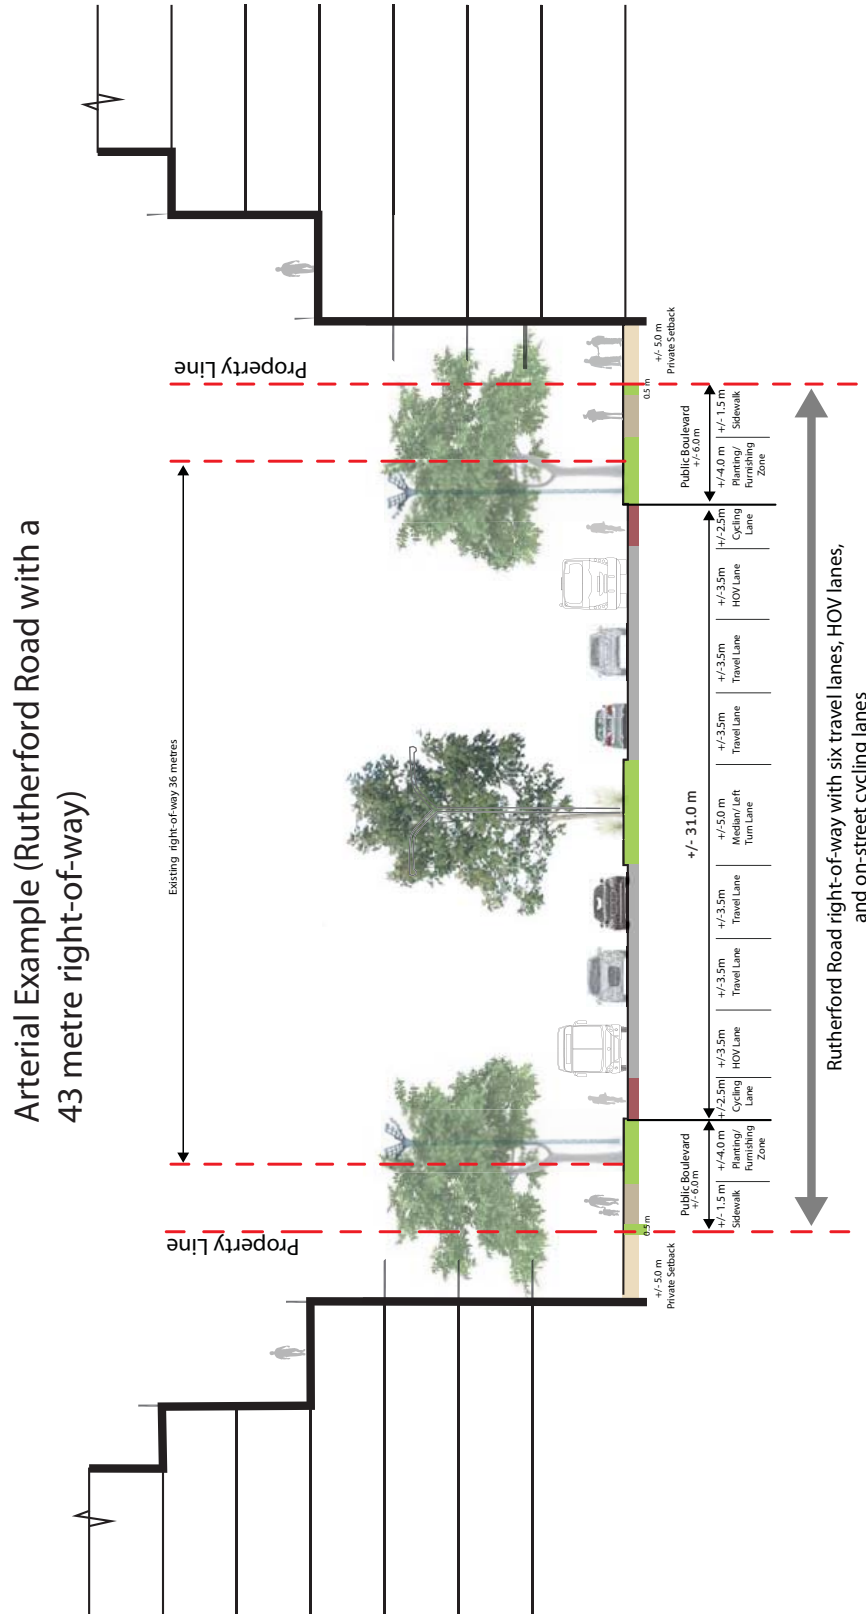 Arterial Example (Rutherford Road with a
43 metre right-of-way)
Existing right-of-way 36 metres
Property Line
Property Line
+/- 5.0 m
Private Setback
0.5 m
Public Boulevard
+/- 6.0 m
+/- 1.5 m
Sidewalk
+/-4.0 m
Planting/
Furnishing
Zone
+/- 31.0 m
+/-2.5m
Cycling
Lane
+/-3.5m
HOV Lane
+/-3.5m
Travel Lane
+/-3.5m
Travel Lane
+/-5.0 m
Median/ Left
Turn Lane
+/-3.5m
Travel Lane
+/-3.5m
Travel Lane
+/-3.5m
HOV Lane
+/-2.5m
Cycling
Lane
Public Boulevard
+/- 6.0 m
+/-4.0 m
Planting/
Furnishing
Zone
+/- 1.5 m
Sidewalk
0.5 m
+/- 5.0 m
Private Setback
Rutherford Road right-of-way with six travel lanes, HOV lanes,
and on-street cycling lanes